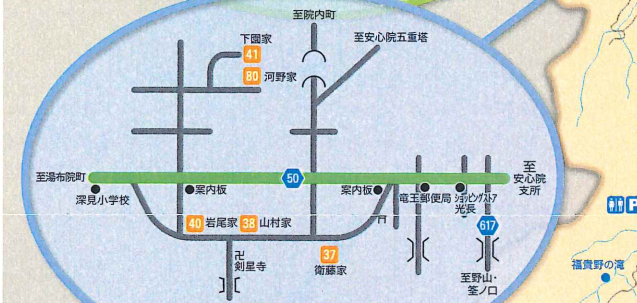 至院内町
下園家
41
至安心院五重塔
80 河野家
至湯布院町
50
至
安心院
支所
深見小学校
案内板
案内板
竜王郵便局
ショッピングストア
光長
40 岩尾家 38 山村家
617
卍
剣星寺
37
衛藤家
至野山・
筌ノ口
P
福貴野の滝